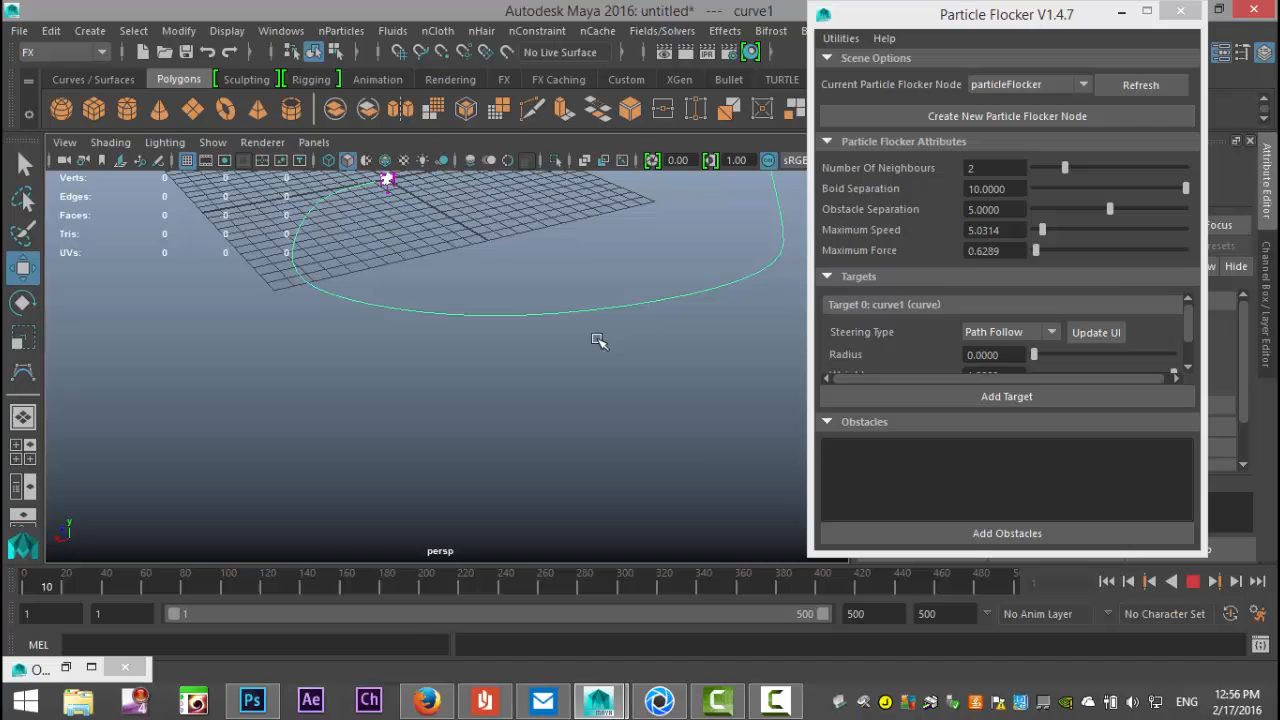 Autodesk Maya 2016: untitled* --- curve1
Particle Flocker V1.4.7
File Edit Create Select Modify Display Windows nParticles Fluids nCloth nHair nConstraint nCache Fields/Solvers Effects Bifrost
Utilities Help
FX
No Live Surface
Scene Options
Current Particle Flocker Node particleFlocker Refresh
Curves / Surfaces Polygons Sculpting Rigging Animation Rendering FX FX Caching Custom XGen Bullet TURTLE
Create New Particle Flocker Node
View Shading Lighting Show Renderer Panels
Particle Flocker Attributes
0.00 1.00 sRGB
Number Of Neighbours 2
Verts: 0 0 0
Boid Separation 10.0000
Edges: 0 0 0
Obstacle Separation 5.0000
Faces: 0 0 0
Maximum Speed 5.0314
Tris: 0 0 0
Maximum Force 0.6289
UVs: 0 0 0
Focus
Presets
Hide
Attribute Editor
Channel Box / Layer Editor
Targets
Target 0: curve1 (curve)
Steering Type Path Follow Update UI
Radius 0.0000
Add Target
Obstacles
Add Obstacles
y
persp
0 20 40 60 80 100 120 140 160 180 200 220 240 260 280 300 320 340 360 380 400 420 440 460 480 5
10
1
1 1 1 500 500 500 No Anim Layer No Character Set
MEL
O...
Ps Ae Ch
MAYA
ENG
12:56 PM
2/17/2016